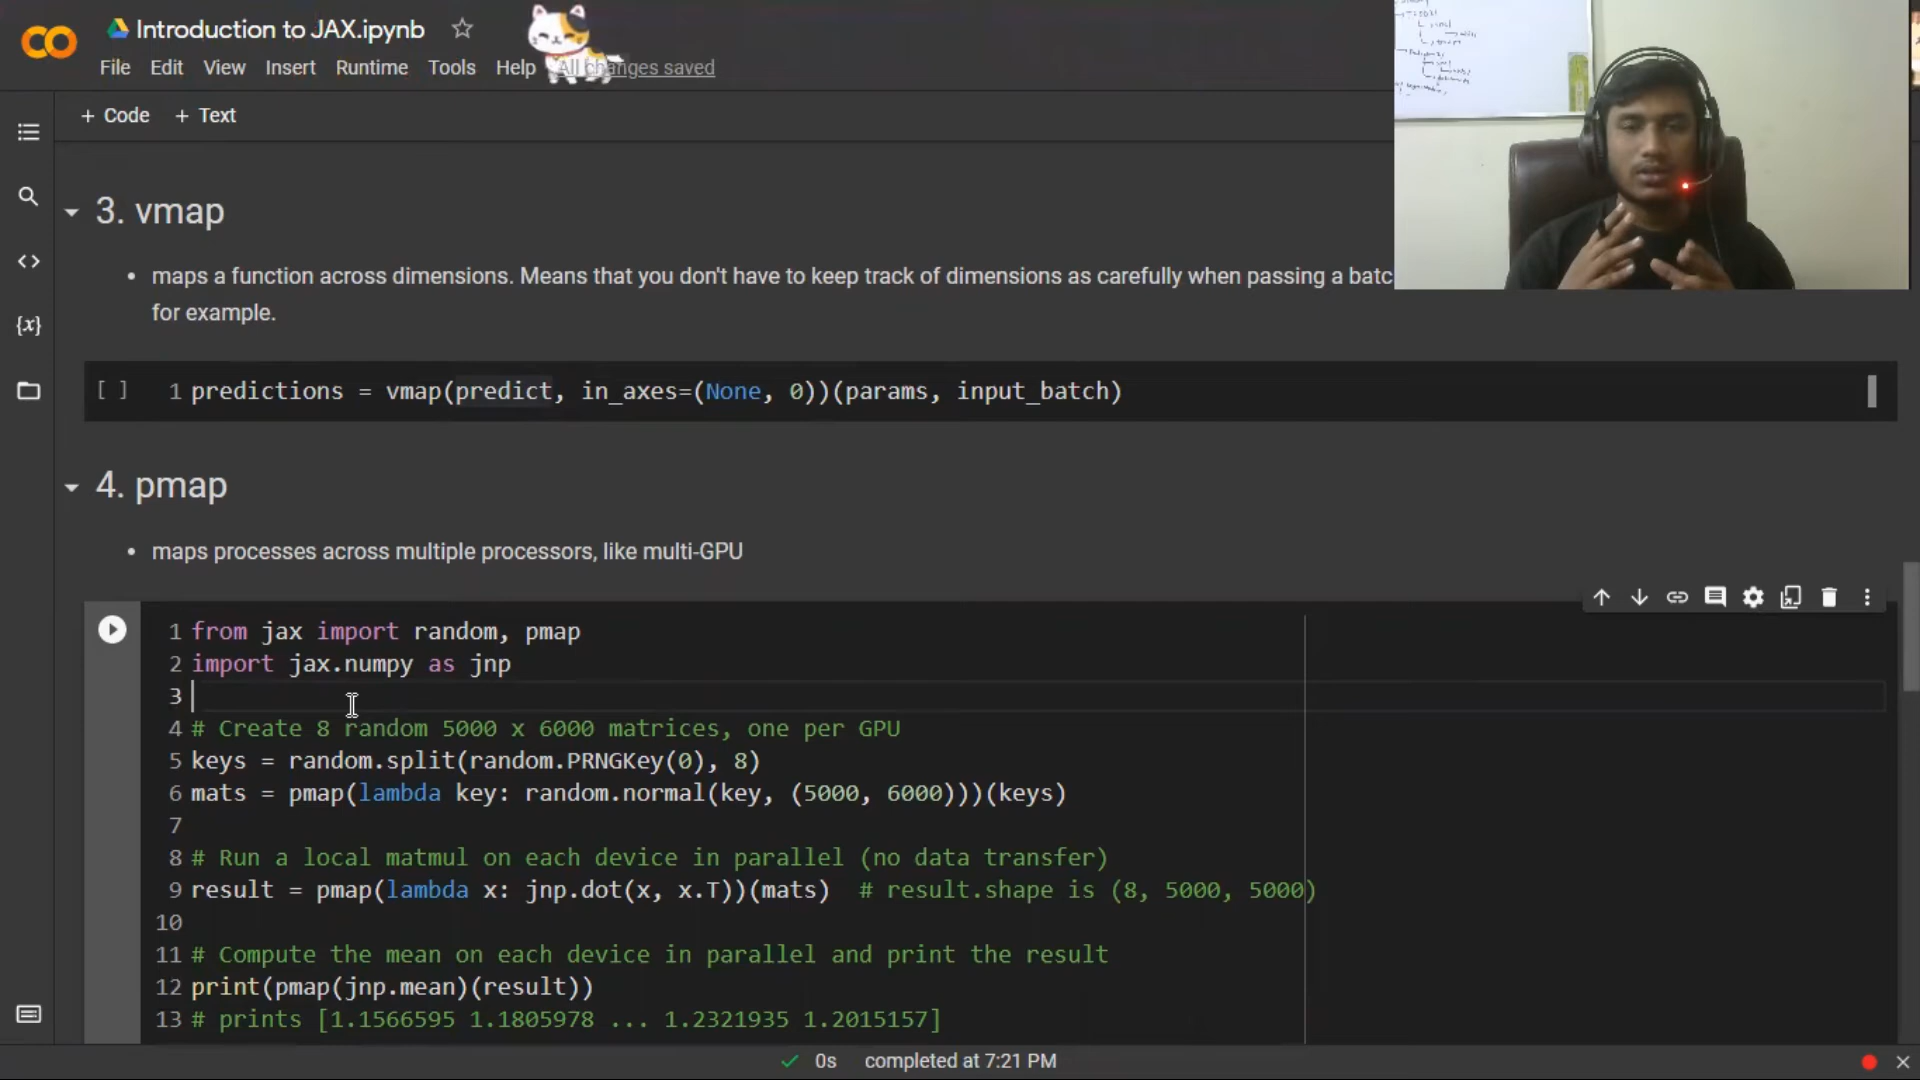 Introduction to JAX.ipynb
File Edit View Insert Runtime Tools Help All changes saved
+ Code + Text
3. vmap
maps a function across dimensions. Means that you don't have to keep track of dimensions as carefully when passing a batc
for example.
[ ] 1 predictions = vmap(predict, in_axes=(None, 0))(params, input_batch)
4. pmap
maps processes across multiple processors, like multi-GPU
1 from jax import random, pmap
2 import jax.numpy as jnp
3
4 # Create 8 random 5000 x 6000 matrices, one per GPU
5 keys = random.split(random.PRNGKey(0), 8)
6 mats = pmap(lambda key: random.normal(key, (5000, 6000)))(keys)
7
8 # Run a local matmul on each device in parallel (no data transfer)
9 result = pmap(lambda x: jnp.dot(x, x.T))(mats)  # result.shape is (8, 5000, 5000)
10
11 # Compute the mean on each device in parallel and print the result
12 print(pmap(jnp.mean)(result))
13 # prints [1.1566595 1.1805978 ... 1.2321935 1.2015157]
0s completed at 7:21 PM